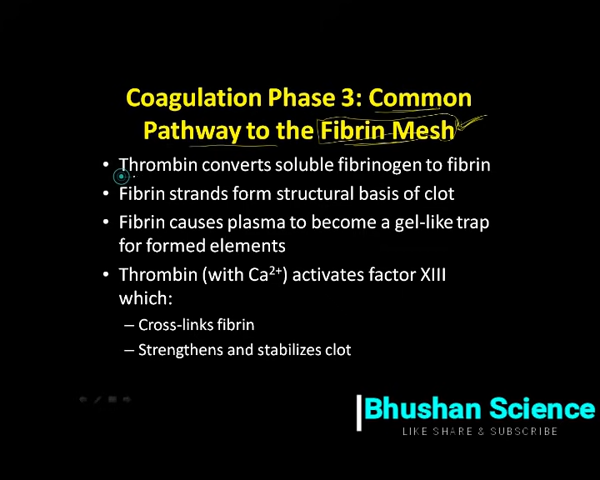 Coagulation Phase 3: Common
Pathway to the Fibrin Mesh
• Thrombin converts soluble fibrinogen to fibrin
• Fibrin strands form structural basis of clot
• Fibrin causes plasma to become a gel-like trap
for formed elements
• Thrombin (with Ca²⁺) activates factor XIII
which:
– Cross-links fibrin
– Strengthens and stabilizes clot
Bhushan Science
LIKE SHARE & SUBSCRIBE